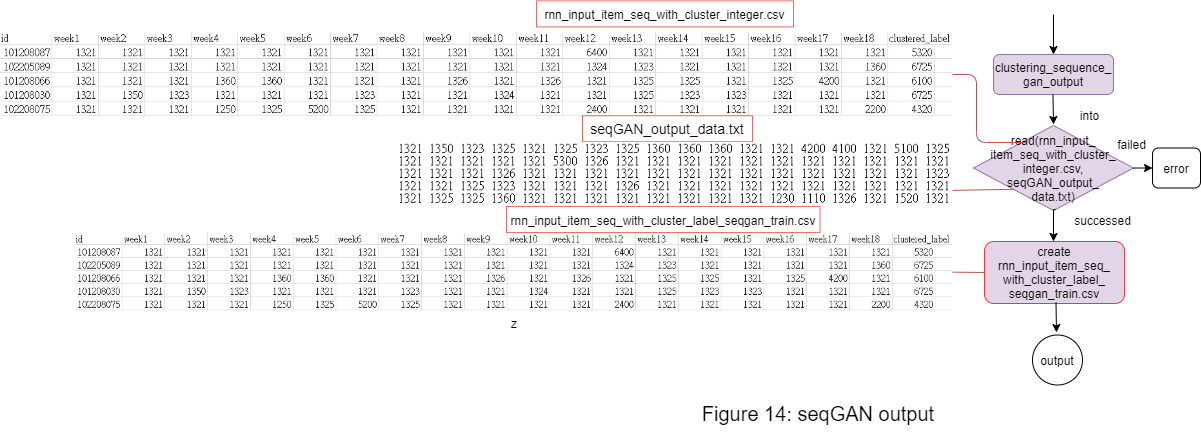 rnn_input_item_seq_with_cluster_integer.csv
id week1 week2 week3 week4 week5 week6 week7 week8 week9 week10 week11 week12 week13 week14 week15 week16 week17 week18 clustered_label
101208087 1321 1321 1321 1321 1321 1321 1321 1321 1321 1321 1321 6400 1321 1321 1321 1321 1321 1321 5320
102205089 1321 1321 1321 1321 1321 1321 1321 1321 1321 1321 1321 1324 1323 1321 1321 1321 1321 1360 6725
101208066 1321 1321 1321 1360 1360 1321 1321 1321 1326 1321 1326 1321 1325 1325 1321 1325 4200 1321 6100
101208030 1321 1350 1323 1321 1321 1321 1323 1321 1321 1324 1321 1321 1325 1323 1323 1321 1321 1321 6725
102208075 1321 1321 1321 1250 1325 5200 1325 1321 1321 1321 1321 2400 1321 1321 1321 1321 1321 2200 4320
seqGAN_output_data.txt
1321 1350 1323 1325 1321 1325 1323 1325 1360 1360 1360 1321 1321 4200 4100 1321 5100 1325
1321 1321 1321 1321 1321 5300 1326 1321 1321 1321 1321 1321 1321 1321 1321 1321 1321 1321
1321 1321 1321 1326 1321 1321 1321 1321 1321 1321 1321 1321 1321 1321 1321 1321 1321 1323
1321 1321 1325 1323 1321 1321 1321 1326 1321 1321 1321 1321 1321 1321 1321 1321 1321 1321
1321 1325 1325 1360 1321 1321 1321 1321 1321 1321 1321 1321 1230 1110 1326 1321 1520 1321
rnn_input_item_seq_with_cluster_label_seqgan_train.csv
id week1 week2 week3 week4 week5 week6 week7 week8 week9 week10 week11 week12 week13 week14 week15 week16 week17 week18 clustered_label
101208087 1321 1321 1321 1321 1321 1321 1321 1321 1321 1321 1321 6400 1321 1321 1321 1321 1321 1321 5320
102205089 1321 1321 1321 1321 1321 1321 1321 1321 1321 1321 1321 1324 1323 1321 1321 1321 1321 1360 6725
101208066 1321 1321 1321 1360 1360 1321 1321 1321 1326 1321 1326 1321 1325 1325 1321 1325 4200 1321 6100
101208030 1321 1350 1323 1321 1321 1321 1323 1321 1321 1324 1321 1321 1325 1323 1323 1321 1321 1321 6725
102208075 1321 1321 1321 1250 1325 5200 1325 1321 1321 1321 1321 2400 1321 1321 1321 1321 1321 2200 4320
z
clustering_sequence_
gan_output
into
read(rnn_input_
item_seq_with_cluster_
integer.csv,
seqGAN_output_
data.txt)
failed
error
successed
create
rnn_input_item_seq_
with_cluster_label_
seqgan_train.csv
output
Figure 14: seqGAN output